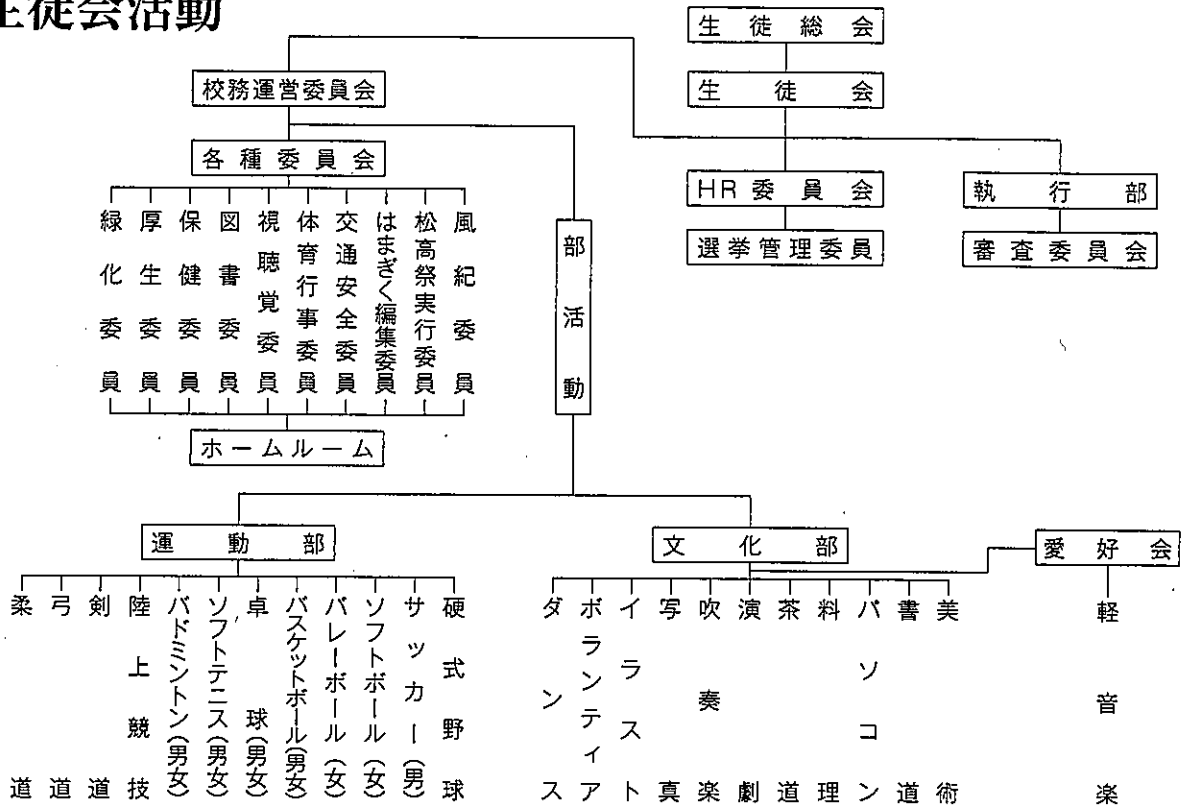 生徒会活動
生徒総会
生徒会
校務運営委員会
各種委員会
HR委員会
執行部
選挙管理委員
審査委員会
風紀委員
松高祭実行委員
はまぎく編集委員
交通安全委員
体育行事委員
視聴覚委員
図書委員
保健委員
厚生委員
緑化委員
部活動
ホームルーム
運動部
文化部
愛好会
硬式野球
サッカー(男)
ソフトボール(女)
バレーボール(女)
バスケットボール(男女)
卓球(男女)
ソフトテニス(男女)
バドミントン(男女)
陸上競技
剣道
弓道
柔道
美術
書道
パソコン
料理
茶道
演劇
吹奏楽
写真
イラスト
ボランティア
ダンス
軽音楽